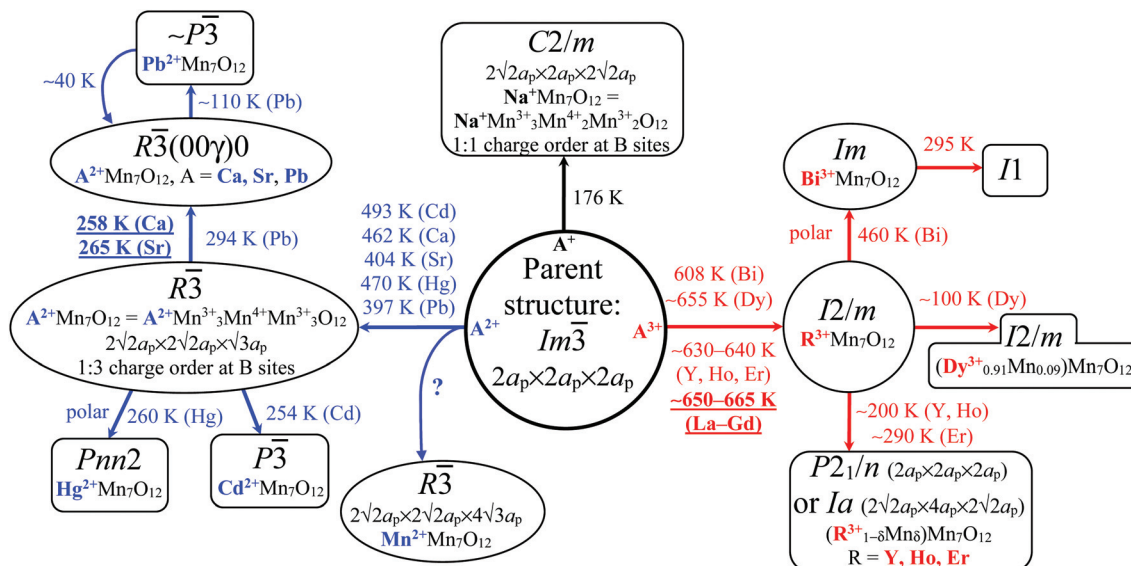 ~P3̅
Pb²⁺Mn₇O₁₂
~40 K
~110 K (Pb)
R3̅(00γ)0
A²⁺Mn₇O₁₂, A = Ca, Sr, Pb
258 K (Ca)
265 K (Sr)
294 K (Pb)
R3̅
A²⁺Mn₇O₁₂ = A²⁺Mn³⁺₃Mn⁴⁺Mn³⁺₃O₁₂
2√2aₚ×2√2aₚ×√3aₚ
1:3 charge order at B sites
polar
260 K (Hg)
254 K (Cd)
Pnn2
Hg²⁺Mn₇O₁₂
P3̅
Cd²⁺Mn₇O₁₂
493 K (Cd)
462 K (Ca)
404 K (Sr)
470 K (Hg)
397 K (Pb)
?
R3̅
2√2aₚ×2√2aₚ×4√3aₚ
Mn²⁺Mn₇O₁₂
C2/m
2√2aₚ×2aₚ×2√2aₚ
Na⁺Mn₇O₁₂ =
Na⁺Mn³⁺₃Mn⁴⁺₂Mn³⁺₂O₁₂
1:1 charge order at B sites
176 K
A⁺
Parent
structure:
A²⁺
Im3̅
A³⁺
2aₚ×2aₚ×2aₚ
608 K (Bi)
~655 K (Dy)
~630–640 K
(Y, Ho, Er)
~650–665 K
(La–Gd)
Im
Bi³⁺Mn₇O₁₂
295 K
I1
polar
460 K (Bi)
I2/m
R³⁺Mn₇O₁₂
~100 K (Dy)
I2/m
(Dy³⁺₀.₉₁Mn₀.₀₉)Mn₇O₁₂
~200 K (Y, Ho)
~290 K (Er)
P2₁/n (2aₚ×2aₚ×2aₚ)
or Ia (2√2aₚ×4aₚ×2√2aₚ)
(R³⁺₁₋δMnδ)Mn₇O₁₂
R = Y, Ho, Er